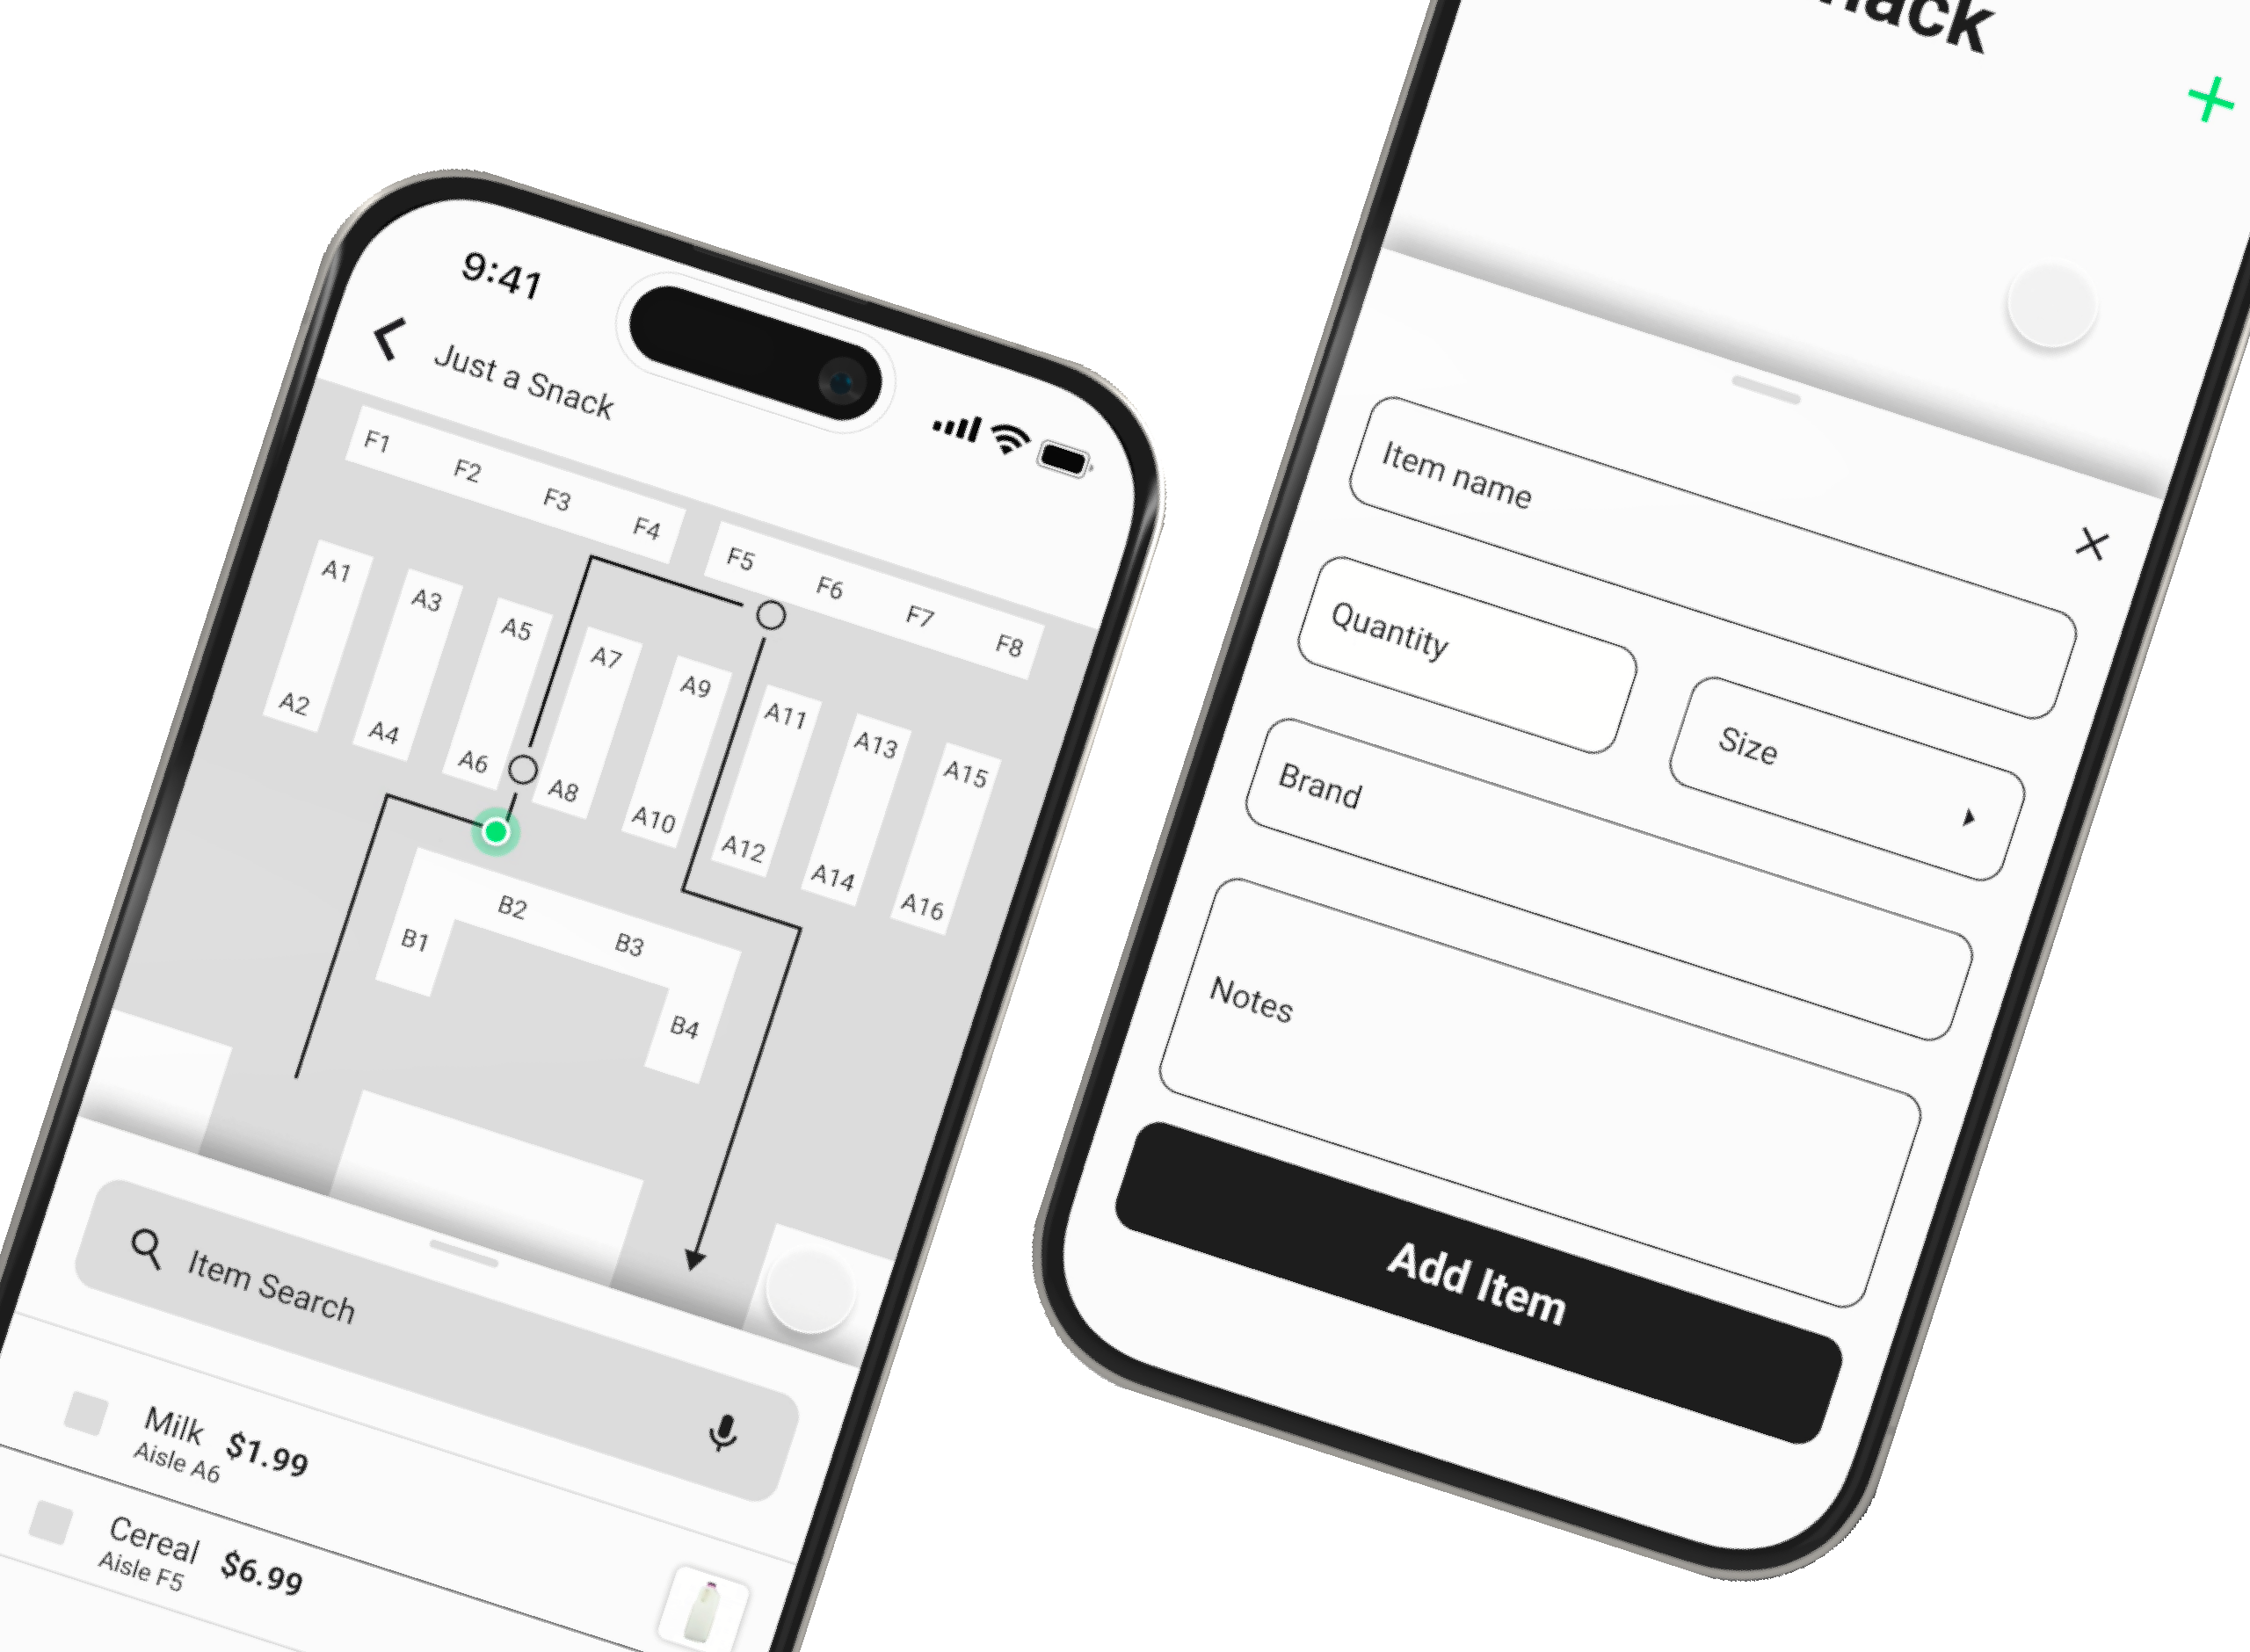 9:41
Just a Snack
F1 F2 F3 F4 F5 F6 F7 F8
A1 A3 A5 A7 A9 A11 A13 A15
A2 A4 A6 A8 A10 A12 A14 A16
B1 B2 B3 B4
Item Search
Milk $1.99
Aisle A6
Cereal $6.99
Aisle F5
Item name
Quantity
Size
Brand
Notes
Add Item